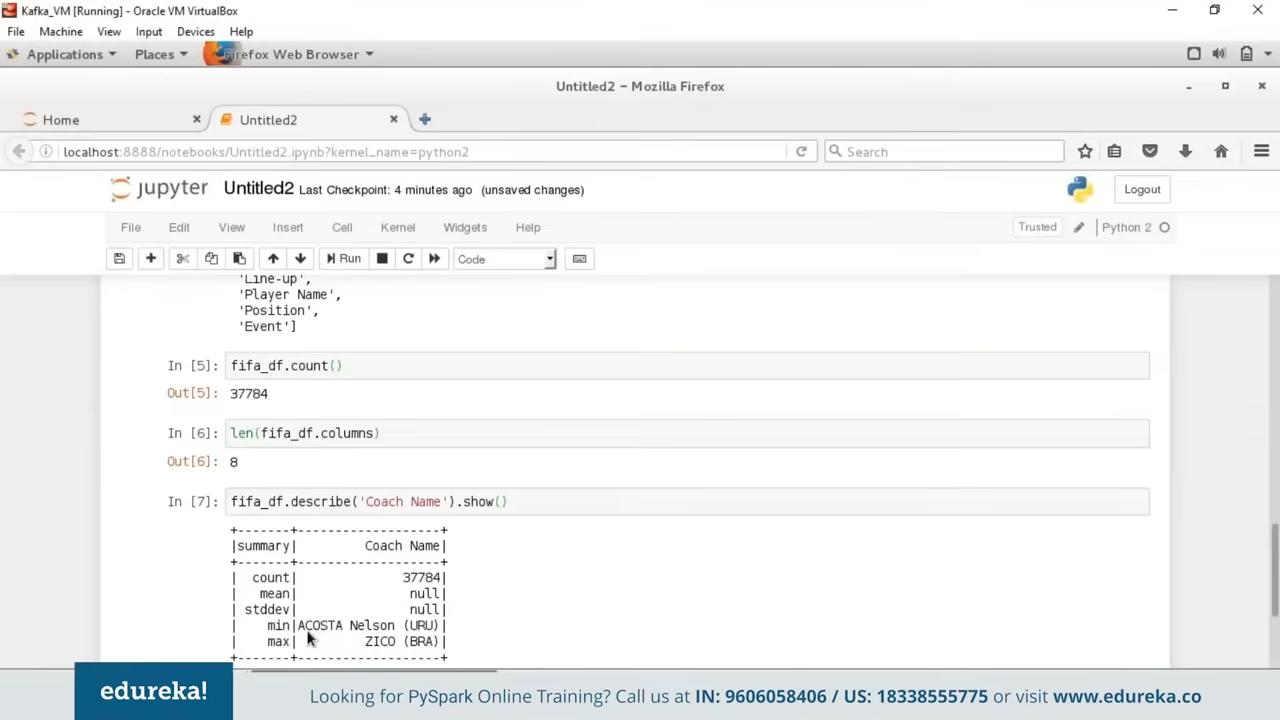 Kafka_VM [Running] - Oracle VM VirtualBox
File Machine View Input Devices Help
Applications Places Firefox Web Browser
Untitled2 – Mozilla Firefox
Home Untitled2
localhost:8888/notebooks/Untitled2.ipynb?kernel_name=python2 Search
jupyter Untitled2 Last Checkpoint: 4 minutes ago (unsaved changes) Logout
File Edit View Insert Cell Kernel Widgets Help Trusted Python 2
Run Code
'Line-up',
'Player Name',
'Position',
'Event']
In [5]: fifa_df.count()
Out[5]: 37784
In [6]: len(fifa_df.columns)
Out[6]: 8
In [7]: fifa_df.describe('Coach Name').show()
+-------+------------------+
|summary|        Coach Name|
+-------+------------------+
|  count|             37784|
|   mean|              null|
| stddev|              null|
|    min|ACOSTA Nelson (URU)|
|    max|        ZICO (BRA)|
+-------+------------------+
edureka!
Looking for PySpark Online Training? Call us at IN: 9606058406 / US: 18338555775 or visit www.edureka.co